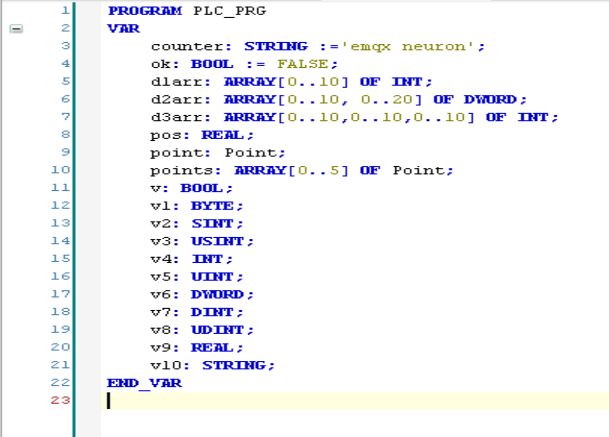 1 PROGRAM PLC_PRG
2 VAR
3 counter: STRING :='emqx neuron';
4 ok: BOOL := FALSE;
5 d1arr: ARRAY[0..10] OF INT;
6 d2arr: ARRAY[0..10, 0..20] OF DWORD;
7 d3arr: ARRAY[0..10,0..10,0..10] OF INT;
8 pos: REAL;
9 point: Point;
10 points: ARRAY[0..5] OF Point;
11 v: BOOL;
12 v1: BYTE;
13 v2: SINT;
14 v3: USINT;
15 v4: INT;
16 v5: UINT;
17 v6: DWORD;
18 v7: DINT;
19 v8: UDINT;
20 v9: REAL;
21 v10: STRING;
22 END_VAR
23